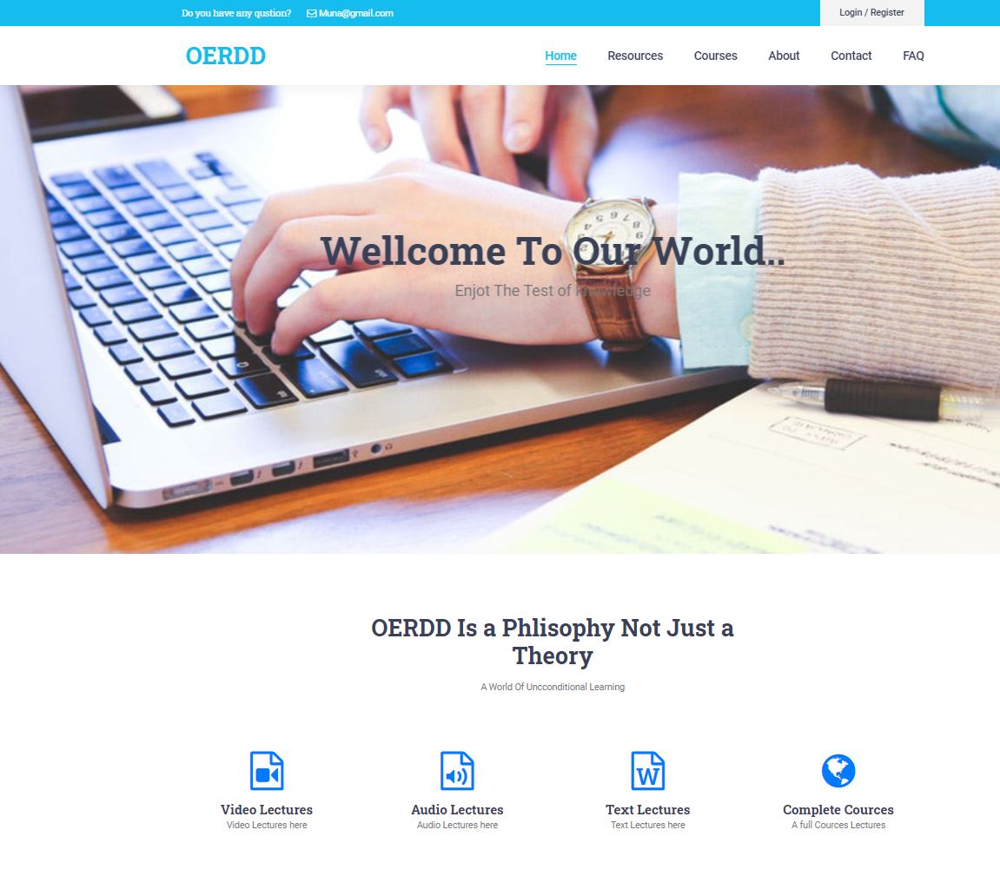 Do you have any qustion? Muna@gmail.com Login / Register
OERDD Home Resources Courses About Contact FAQ
Wellcome To Our World..
Enjot The Test of knowledge
OERDD Is a Phlisophy Not Just a
Theory
A World Of Uncconditional Learning
W
Video Lectures Audio Lectures Text Lectures Complete Cources
Video Lectures here Audio Lectures here Text Lectures here A full Cources Lectures